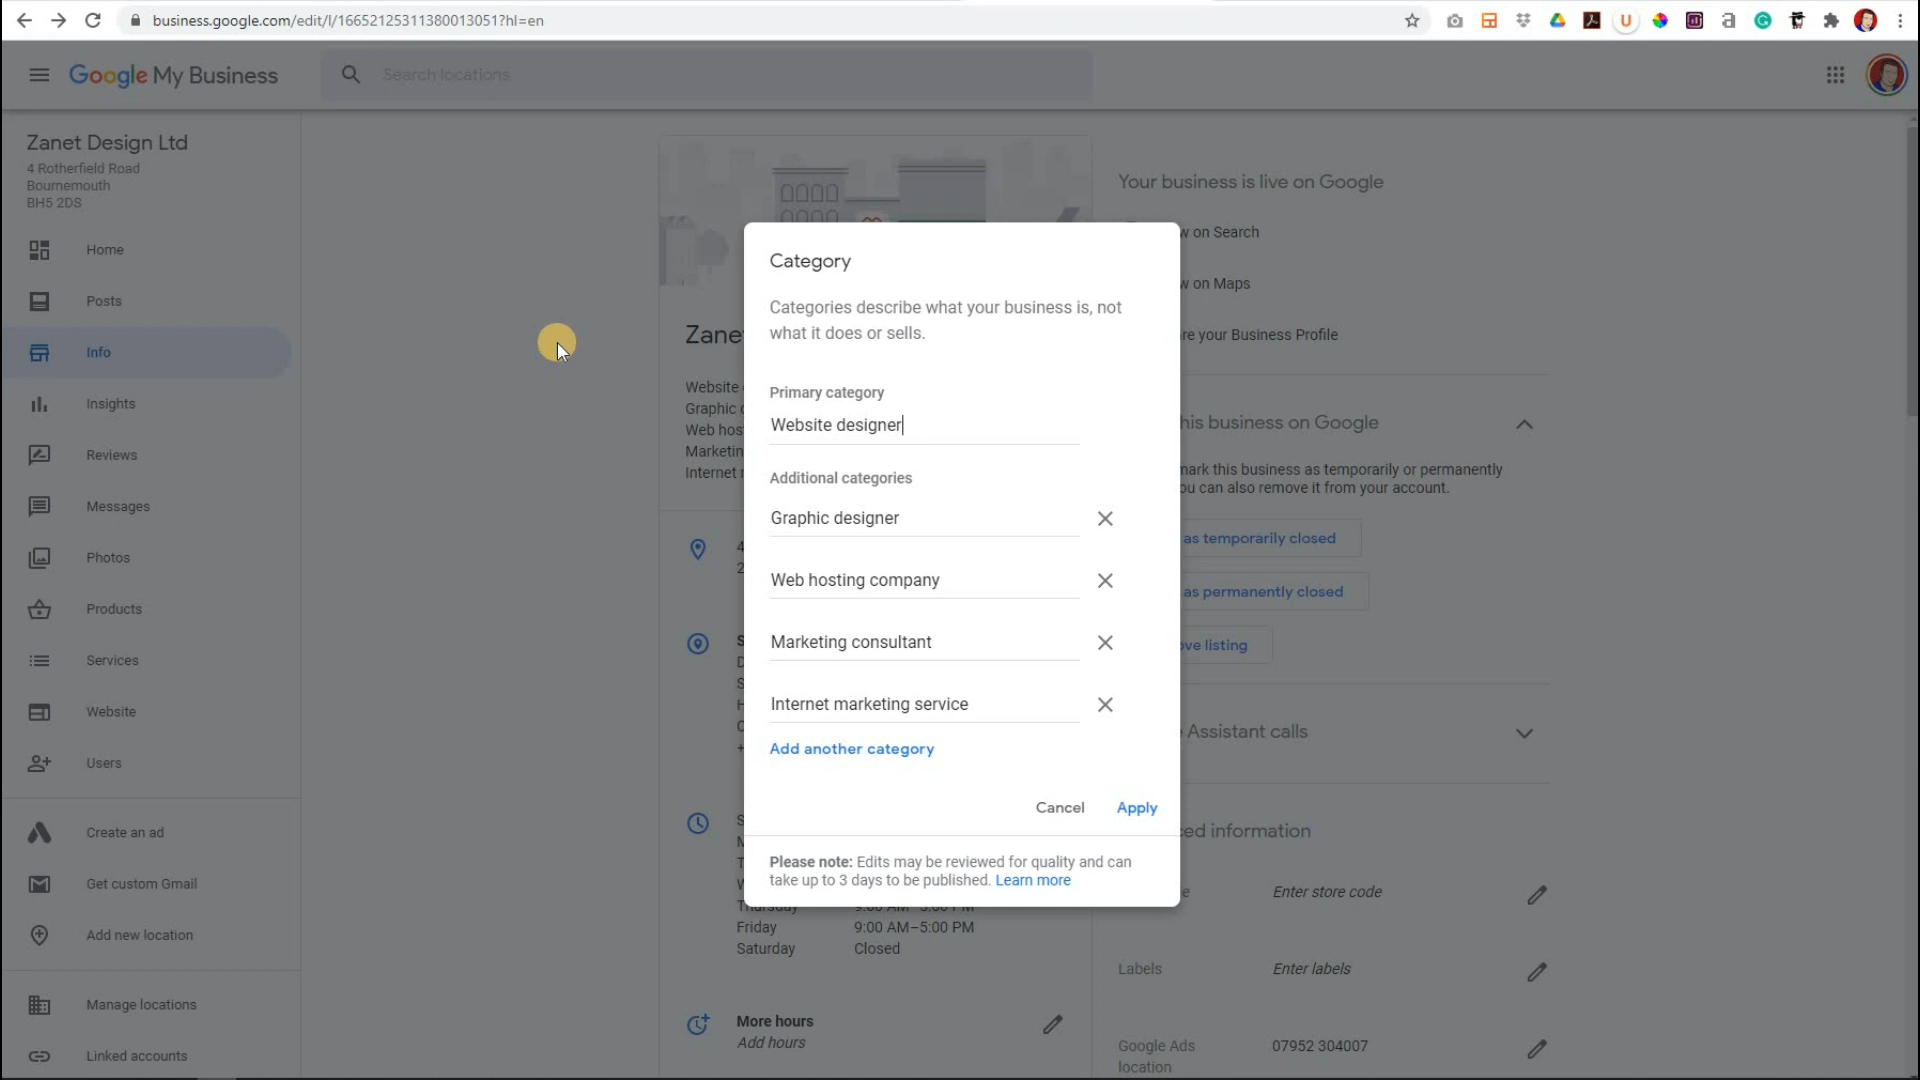 business.google.com/edit/l/16652125311380013051?hl=en
Google My Business
Search locations
Zanet Design Ltd
4 Rotherfield Road
Bournemouth
BH5 2DS
Home
Posts
Info
Insights
Reviews
Messages
Photos
Products
Services
Website
Users
Create an ad
Get custom Gmail
Add new location
Manage locations
Linked accounts
Zane
Website
Graphic
Web hos
Marketin
Internet
Category
Categories describe what your business is, not
what it does or sells.
Primary category
Website designer
Additional categories
Graphic designer
Web hosting company
Marketing consultant
Internet marketing service
Add another category
Cancel
Apply
Please note: Edits may be reviewed for quality and can
take up to 3 days to be published. Learn more
Thursday 9:00 AM–5:00 PM
Friday 9:00 AM–5:00 PM
Saturday Closed
More hours
Add hours
Your business is live on Google
w on Search
w on Maps
re your Business Profile
his business on Google
mark this business as temporarily or permanently
ou can also remove it from your account.
as temporarily closed
as permanently closed
ove listing
Assistant calls
ced information
Enter store code
Labels Enter labels
Google Ads 07952 304007
location